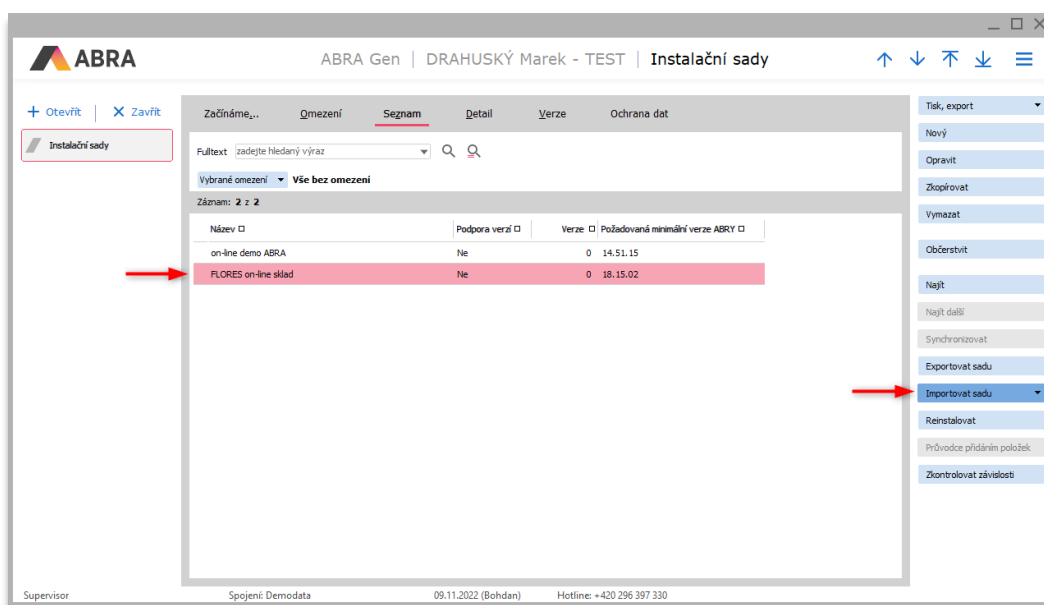 ABRA
ABRA Gen | DRAHUSKÝ Marek - TEST | Instalační sady
Otevřít | Zavřít
Instalační sady
Začínáme... Omezení Seznam Detail Verze Ochrana dat
Fulltext zadejte hledaný výraz
Vybrané omezení Vše bez omezení
Záznam: 2 z 2
Název Podpora verzí Verze Požadovaná minimální verze ABRY
on-line demo ABRA Ne 0 14.51.15
FLORES on-line sklad Ne 0 18.15.02
Tisk, export
Nový
Opravit
Zkopírovat
Vymazat
Občerstvit
Najít
Najít další
Synchronizovat
Exportovat sadu
Importovat sadu
Reinstalovat
Průvodce přidáním položek
Zkontrolovat závislosti
Supervisor Spojení: Demodata 09.11.2022 (Bohdan) Hotline: +420 296 397 330